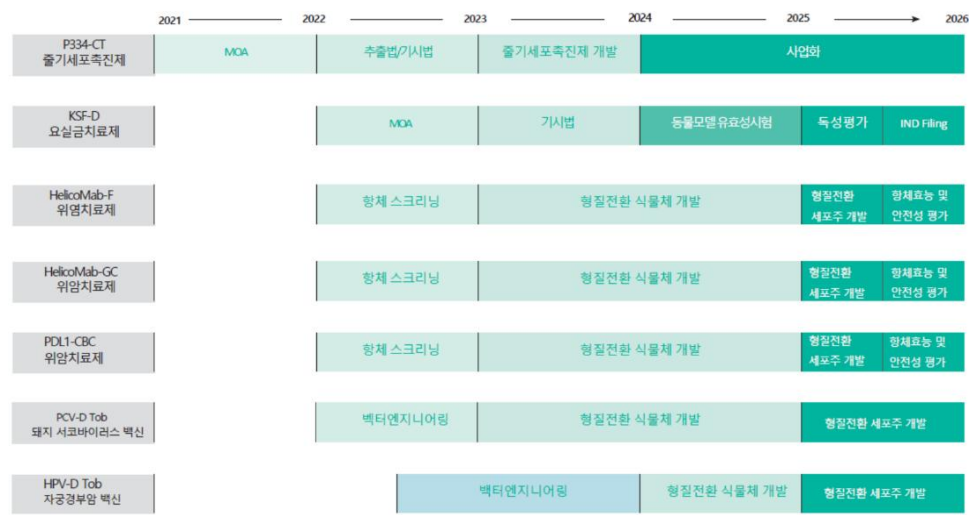 2021 2022 2023 2024 2025 2026
P334-CT
줄기세포촉진제
MOA 추출법/기시법 줄기세포촉진제 개발 사업화
KSF-D
요실금치료제
MOA 기시법 동물모델 유효성시험 독성평가 IND Filing
HelicoMab-F
위염치료제
항체 스크리닝 형질전환 식물체 개발
형질전환
세포주 개발
항체효능 및
안전성 평가
HelicoMab-GC
위암치료제
항체 스크리닝 형질전환 식물체 개발
형질전환
세포주 개발
항체효능 및
안전성 평가
PDL1-CBC
위암치료제
항체 스크리닝 형질전환 식물체 개발
형질전환
세포주 개발
항체효능 및
안전성 평가
PCV-D Tob
돼지 서코바이러스 백신
벡터엔지니어링 형질전환 식물체 개발 형질전환 세포주 개발
HPV-D Tob
자궁경부암 백신
백터엔지니어링 형질전환 식물체 개발 형질전환 세포주 개발